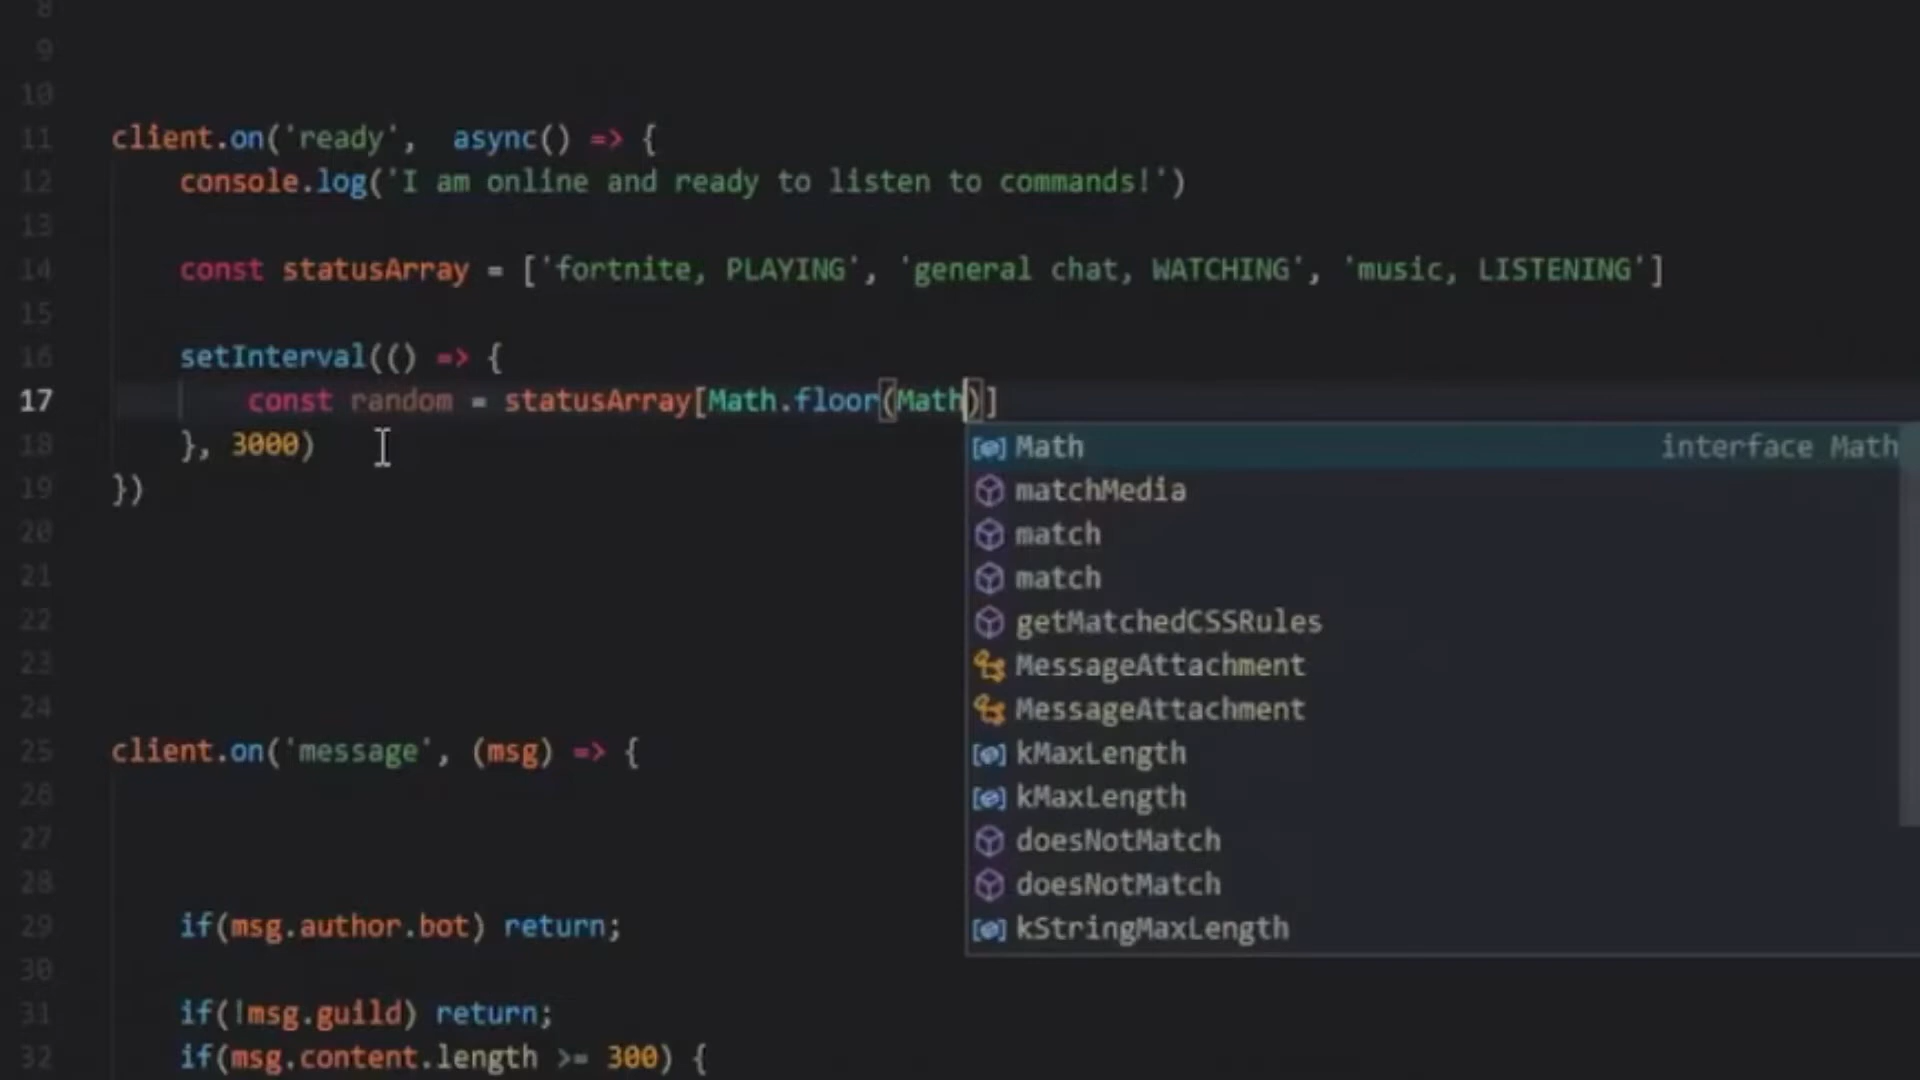 8
9
10
11 client.on('ready',  async() => {
12 console.log('I am online and ready to listen to commands!')
13
14 const statusArray = ['fortnite, PLAYING', 'general chat, WATCHING', 'music, LISTENING']
15
16 setInterval(() => {
17 const random = statusArray[Math.floor(Math)]
18 }, 3000)
19 })
20
21
22
23
24
25 client.on('message', (msg) => {
26
27
28
29 if(msg.author.bot) return;
30
31 if(!msg.guild) return;
32 if(msg.content.length >= 300) {
Math interface Math
matchMedia
match
match
getMatchedCSSRules
MessageAttachment
MessageAttachment
kMaxLength
kMaxLength
doesNotMatch
doesNotMatch
kStringMaxLength